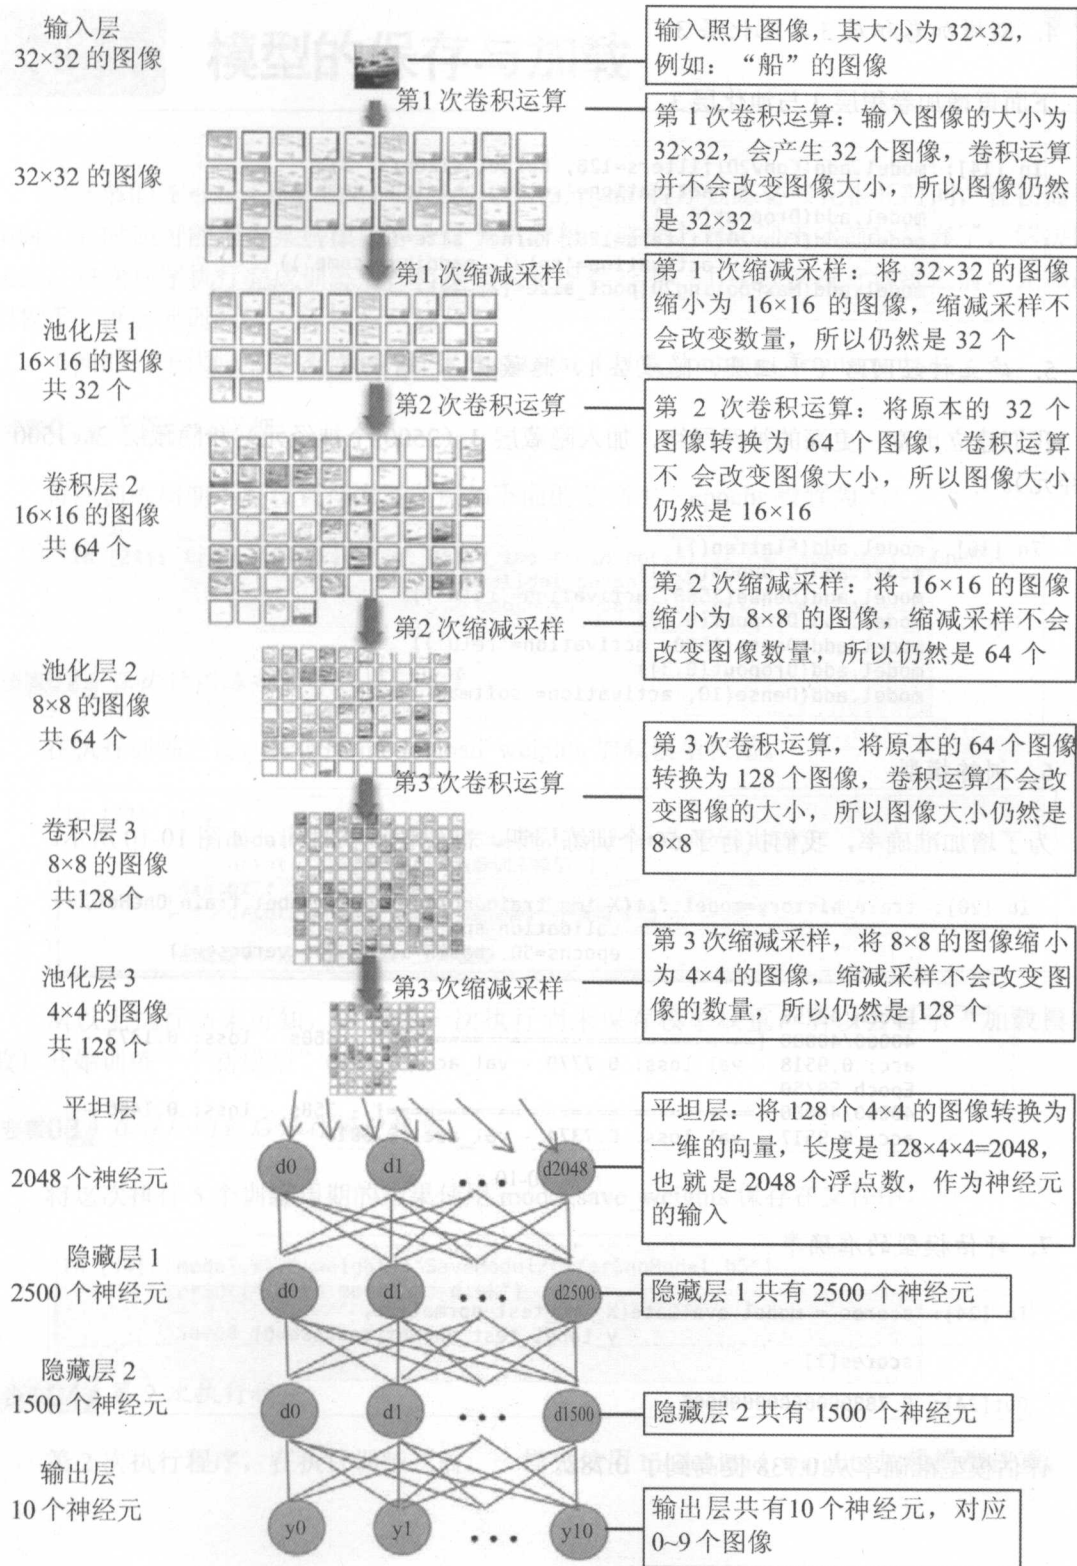 输入层
32×32 的图像
输入照片图像，其大小为 32×32，
例如：“船”的图像
第1 次卷积运算
第 1 次卷积运算：输入图像的大小为
32×32，会产生 32 个图像，卷积运算
并不会改变图像大小，所以图像仍然
是 32×32
32×32 的图像
第1 次缩减采样
第 1 次缩减采样：将 32×32 的图像
缩小为 16×16 的图像，缩减采样不
会改变数量，所以仍然是 32 个
池化层 1
16×16 的图像
共 32 个
第2 次卷积运算
第 2 次卷积运算：将原本的 32 个
图像转换为 64 个图像，卷积运算
不 会改变图像大小，所以图像大小
仍然是 16×16
卷积层 2
16×16 的图像
共 64 个
第2 次缩减采样
第 2 次缩减采样：将 16×16 的图像
缩小为 8×8 的图像，缩减采样不会
改变图像数量，所以仍然是 64 个
池化层 2
8×8 的图像
共 64 个
第3 次卷积运算
第 3 次卷积运算，将原本的 64 个图像
转换为 128 个图像，卷积运算不会改
变图像的大小，所以图像大小仍然是
8×8
卷积层 3
8×8 的图像
共128 个
第3 次缩减采样
第 3 次缩减采样，将 8×8 的图像缩 小
为 4×4 的图像，缩减采样不会改变图
像的数量，所以仍然是 128 个
池化层 3
4×4 的图像
共 128 个
平坦层
2048 个神经元
d0
d1
d2048
平坦层：将 128 个 4×4 的图像转换为
一维的向量，长度是 128×4×4=2048，
也 就 是 2048 个浮点数，作为神经元
的输入
隐藏层 1
2500 个神经元
d0
d1
...
d2500
隐藏层 1 共有 2500 个神经元
隐藏层 2
1500 个神经元
d0
d1
...
d1500
隐藏层 2 共有 1500 个神经元
输出层
10 个神经元
y0
y1
...
y10
输出层共有10 个神经元，对应
0~9 个图像